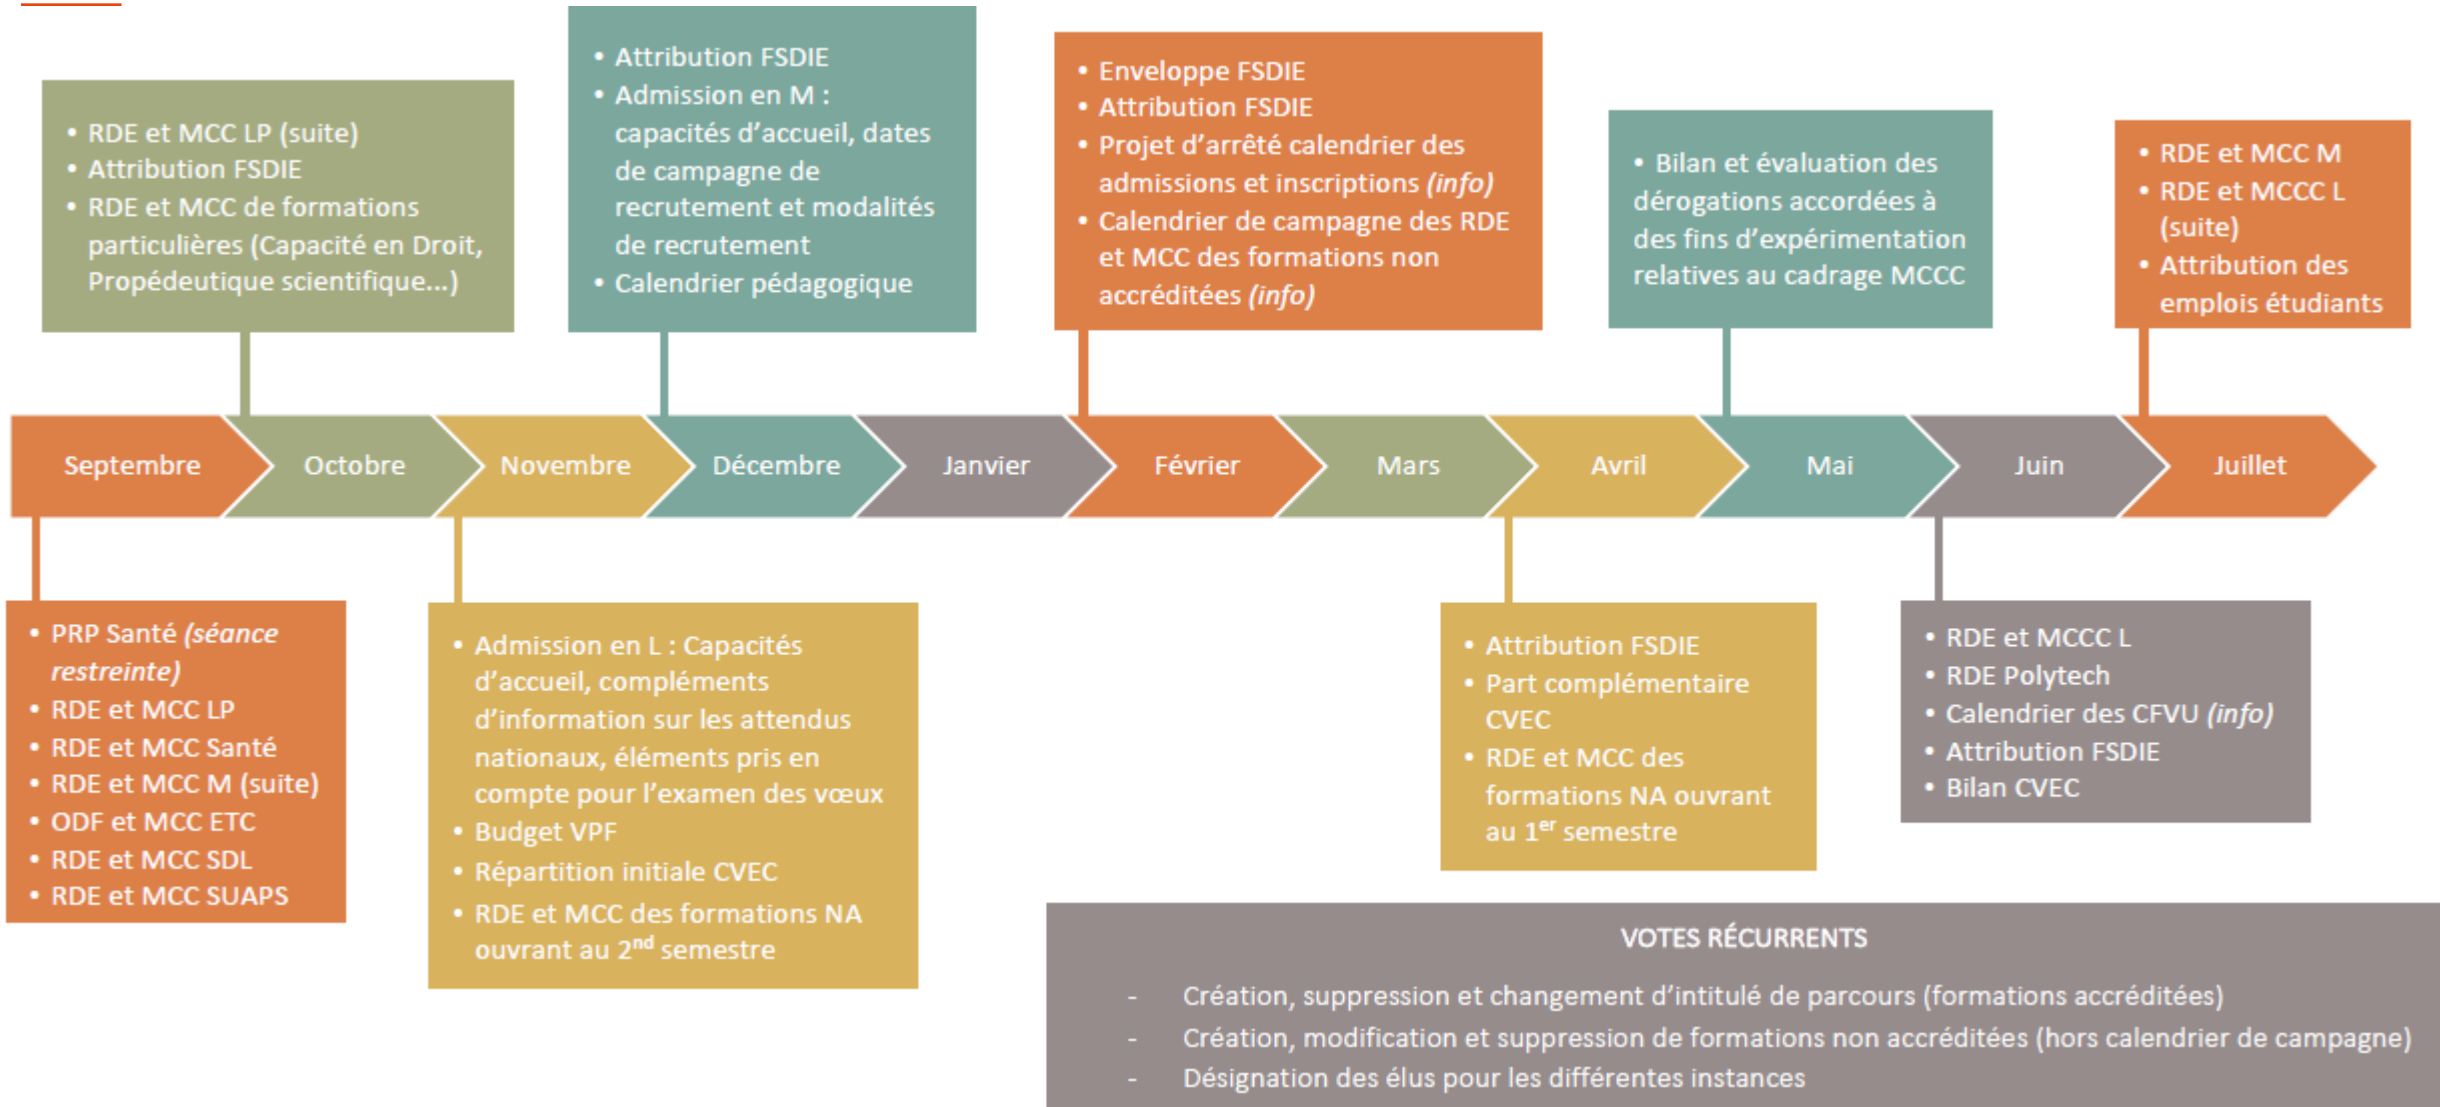 • RDE et MCC LP (suite)
• Attribution FSDIE
• RDE et MCC de formations
particulières (Capacité en Droit,
Propédeutique scientifique...)
• Attribution FSDIE
• Admission en M :
capacités d’accueil, dates
de campagne de
recrutement et modalités
de recrutement
• Calendrier pédagogique
• Enveloppe FSDIE
• Attribution FSDIE
• Projet d’arrêté calendrier des
admissions et inscriptions (info)
• Calendrier de campagne des RDE
et MCC des formations non
accréditées (info)
• Bilan et évaluation des
dérogations accordées à
des fins d’expérimentation
relatives au cadrage MCCC
• RDE et MCC M
• RDE et MCCC L
(suite)
• Attribution des
emplois étudiants
Septembre
Octobre
Novembre
Décembre
Janvier
Février
Mars
Avril
Mai
Juin
Juillet
• PRP Santé (séance
restreinte)
• RDE et MCC LP
• RDE et MCC Santé
• RDE et MCC M (suite)
• ODF et MCC ETC
• RDE et MCC SDL
• RDE et MCC SUAPS
• Admission en L : Capacités
d’accueil, compléments
d’information sur les attendus
nationaux, éléments pris en
compte pour l’examen des vœux
• Budget VPF
• Répartition initiale CVEC
• RDE et MCC des formations NA
ouvrant au 2nd semestre
• Attribution FSDIE
• Part complémentaire
CVEC
• RDE et MCC des
formations NA ouvrant
au 1er semestre
• RDE et MCCC L
• RDE Polytech
• Calendrier des CFVU (info)
• Attribution FSDIE
• Bilan CVEC
VOTES RÉCURRENTS
- Création, suppression et changement d’intitulé de parcours (formations accréditées)
- Création, modification et suppression de formations non accréditées (hors calendrier de campagne)
- Désignation des élus pour les différentes instances